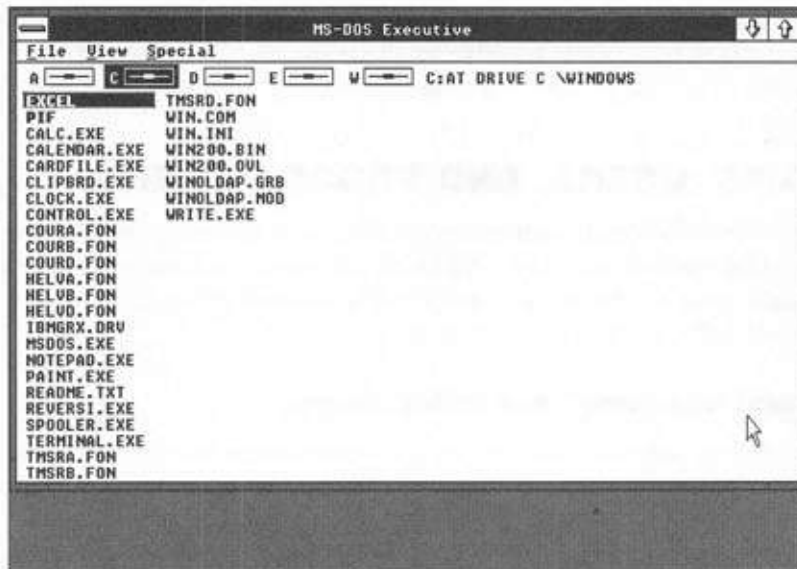 MS-DOS Executive
File View Special
A C D E W C:AT DRIVE C \WINDOWS
EXCEL TMSRD.FON
PIF WIN.COM
CALC.EXE WIN.INI
CALENDAR.EXE WIN200.BIN
CARDFILE.EXE WIN200.OVL
CLIPBRD.EXE WINOLDAP.GRB
CLOCK.EXE WINOLDAP.MOD
CONTROL.EXE WRITE.EXE
COURA.FON
COURB.FON
COURD.FON
HELVA.FON
HELVB.FON
HELVD.FON
IBMGRX.DRV
MSDOS.EXE
NOTEPAD.EXE
PAINT.EXE
README.TXT
REVERSI.EXE
SPOOLER.EXE
TERMINAL.EXE
TMSRA.FON
TMSRB.FON